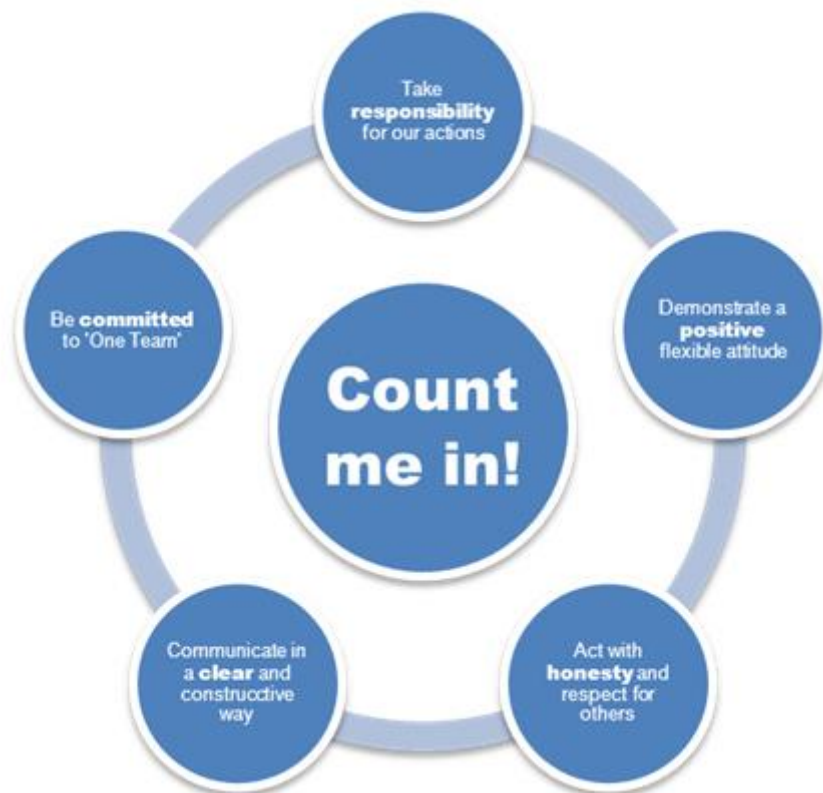 Take
responsibility
for our actions
Demonstrate a
positive
flexible attitude
Act with
honesty and
respect for
others
Communicate in
a clear and
construcctive
way
Be committed
to 'One Team'
Count
me in!